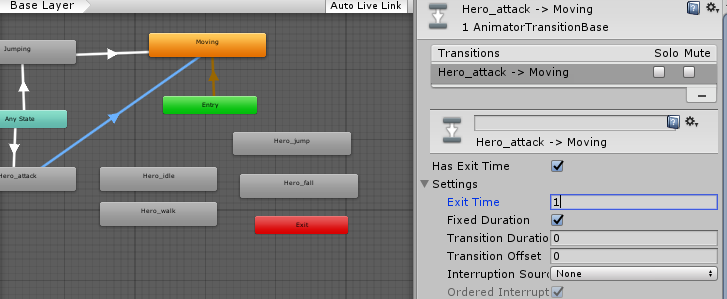 Base Layer
Auto Live Link
Jumping
Moving
Entry
Any State
Hero_jump
Hero_attack
Hero_idle
Hero_fall
Hero_walk
Exit
Hero_attack -> Moving
1 AnimatorTransitionBase
Transitions Solo Mute
Hero_attack -> Moving
Hero_attack -> Moving
Has Exit Time
Settings
Exit Time 1
Fixed Duration
Transition Duratio 0
Transition Offset 0
Interruption Sour None
Ordered Interrupt